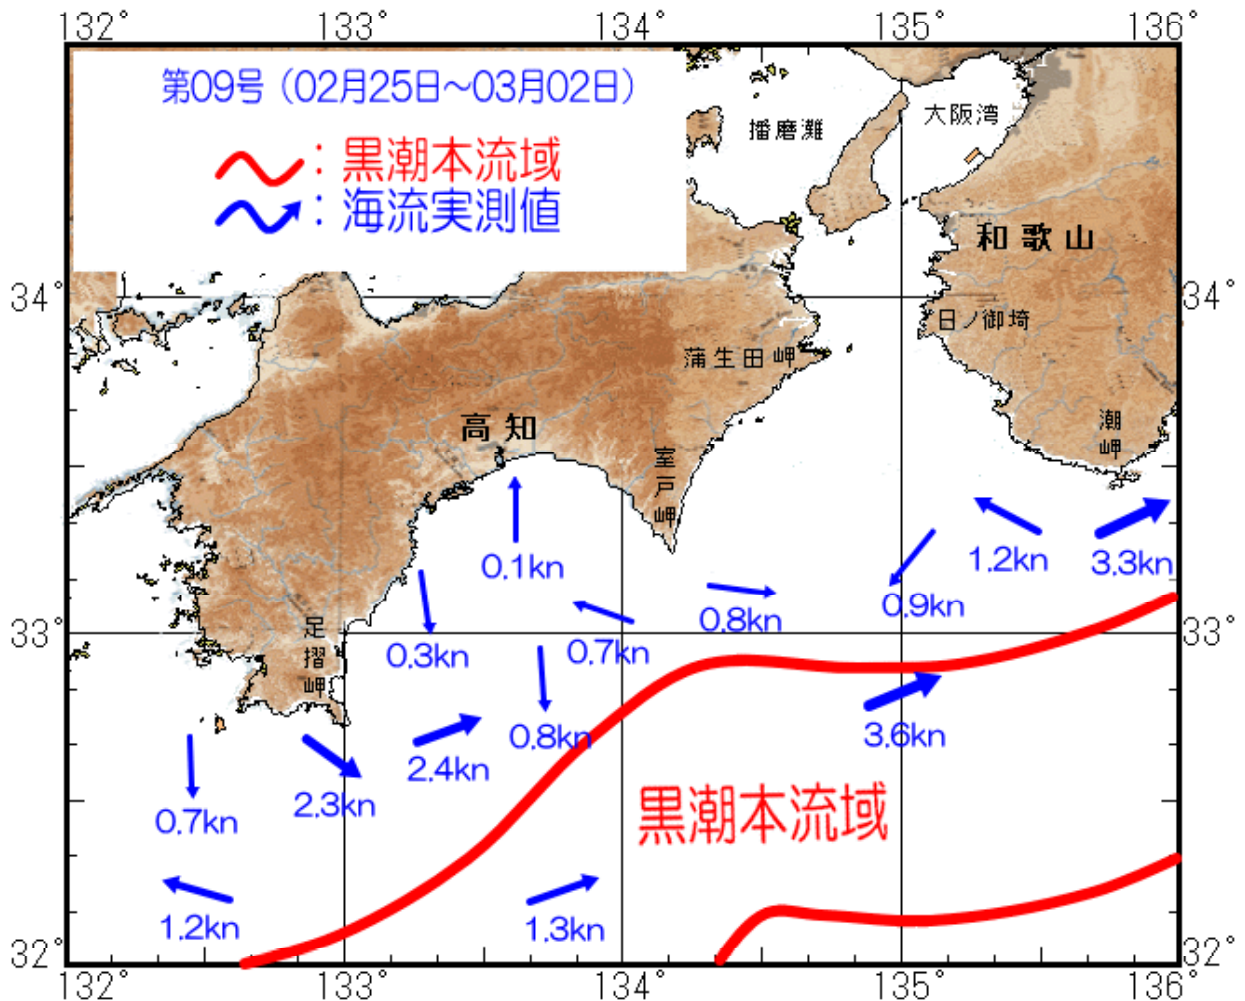 132° 133° 134° 135° 136°
第09号（02月25日～03月02日）
：黒潮本流域
：海流実測値
播磨灘
大阪湾
和歌山
34° 34°
日ノ御埼
蒲生田岬
高知
潮岬
室戸岬
0.1kn
1.2kn
3.3kn
0.9kn
0.8kn
33° 33°
足摺岬
0.3kn
0.7kn
0.8kn
3.6kn
2.4kn
2.3kn
0.7kn
黒潮本流域
1.2kn
1.3kn
32° 32°
132° 133° 134° 135° 136°